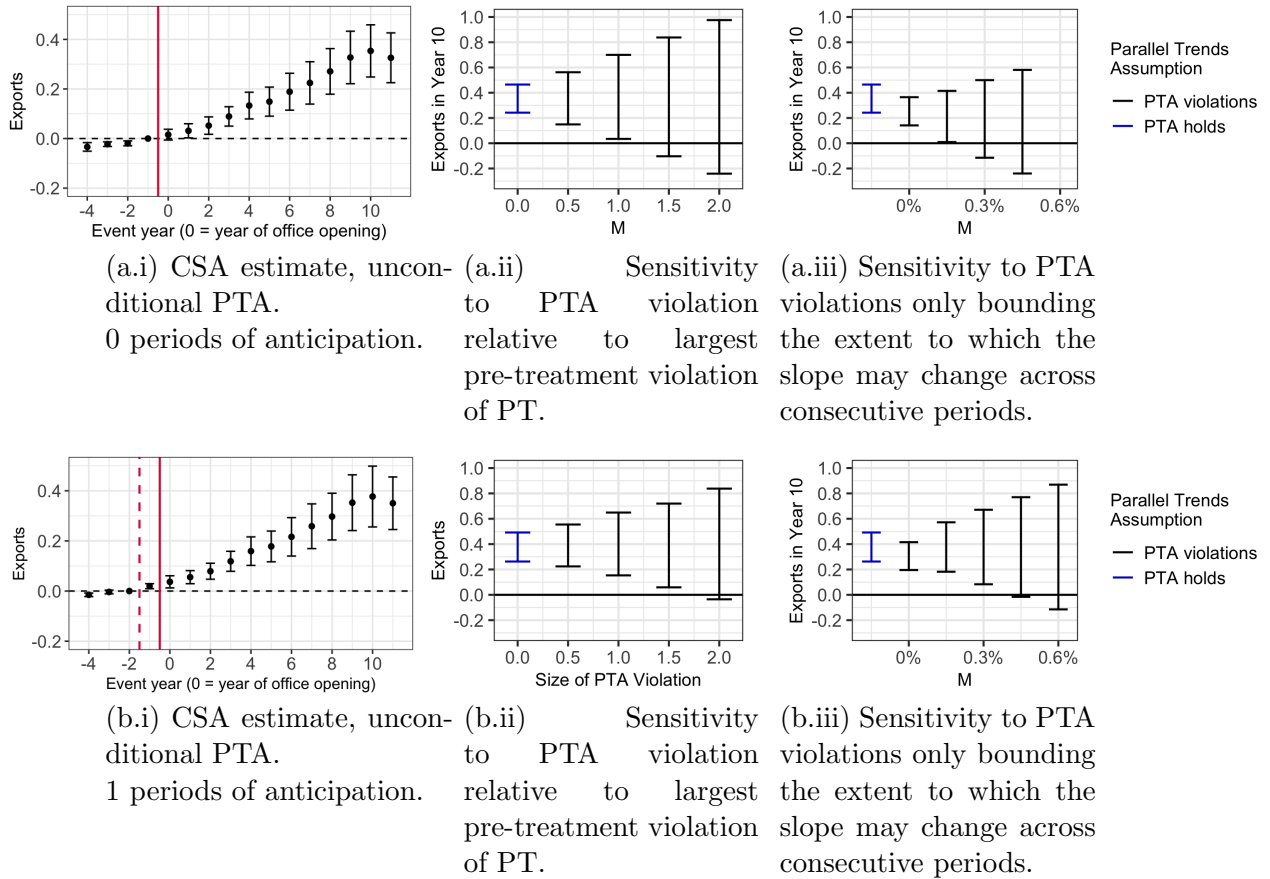 Exports
0.4
0.2
0.0
-0.2
-4 -2 0 2 4 6 8 10
Event year (0 = year of office opening)
Exports in Year 10
1.0
0.8
0.6
0.4
0.2
0.0
-0.2
0.0 0.5 1.0 1.5 2.0
M
Exports in Year 10
1.0
0.8
0.6
0.4
0.2
0.0
-0.2
0% 0.3% 0.6%
M
Parallel Trends
Assumption
PTA violations
PTA holds
(a.i) CSA estimate, uncon-
ditional PTA.
0 periods of anticipation.
(a.ii) Sensitivity
to PTA violation
relative to largest
pre-treatment violation
of PT.
(a.iii) Sensitivity to PTA
violations only bounding
the extent to which the
slope may change across
consecutive periods.
Exports
0.4
0.2
0.0
-0.2
-4 -2 0 2 4 6 8 10
Event year (0 = year of office opening)
Exports
1.0
0.8
0.6
0.4
0.2
0.0
-0.2
0.0 0.5 1.0 1.5 2.0
Size of PTA Violation
Exports in Year 10
1.0
0.8
0.6
0.4
0.2
0.0
-0.2
0% 0.3% 0.6%
M
Parallel Trends
Assumption
PTA violations
PTA holds
(b.i) CSA estimate, uncon-
ditional PTA.
1 periods of anticipation.
(b.ii) Sensitivity
to PTA violation
relative to largest
pre-treatment violation
of PT.
(b.iii) Sensitivity to PTA
violations only bounding
the extent to which the
slope may change across
consecutive periods.